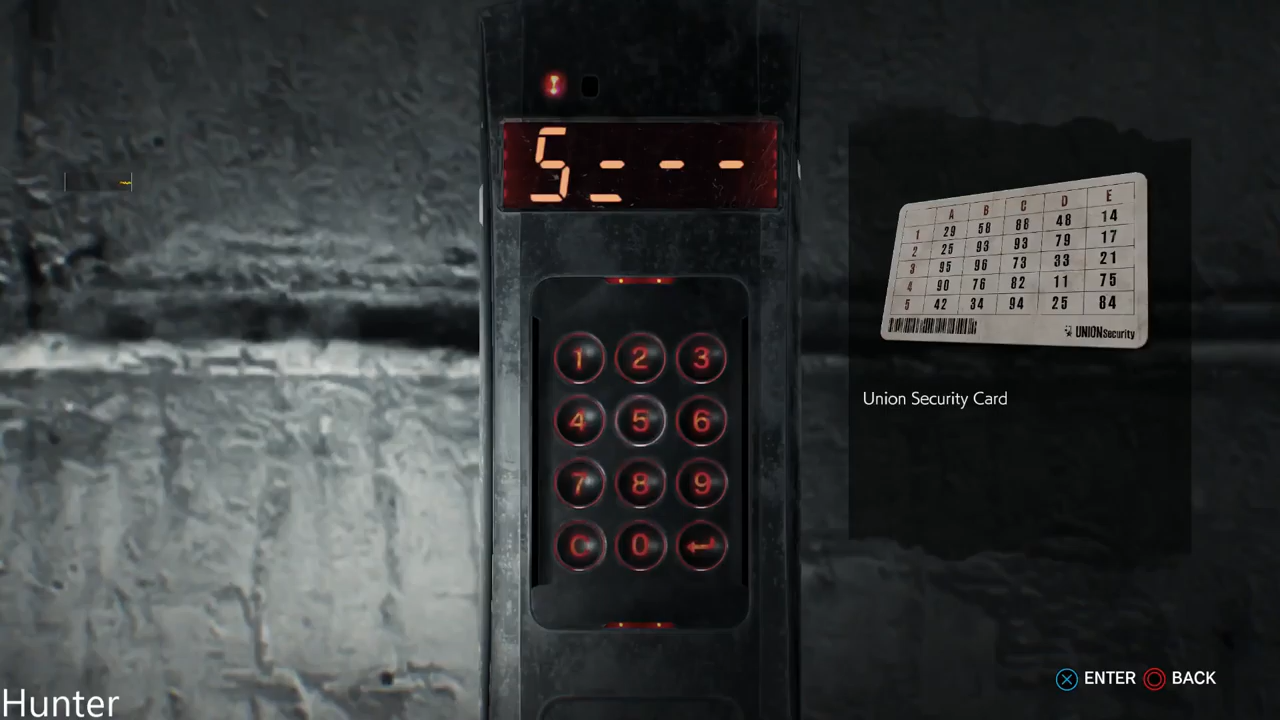 5 _ - - -
1 2 3
4 5 6
7 8 9
C 0 ↵
A B C D E
1 29 58 68 48 14
2 25 93 93 79 17
3 95 96 73 33 21
4 90 76 82 11 75
5 42 34 94 25 84
UNIONSecurity
Union Security Card
ENTER BACK
Hunter